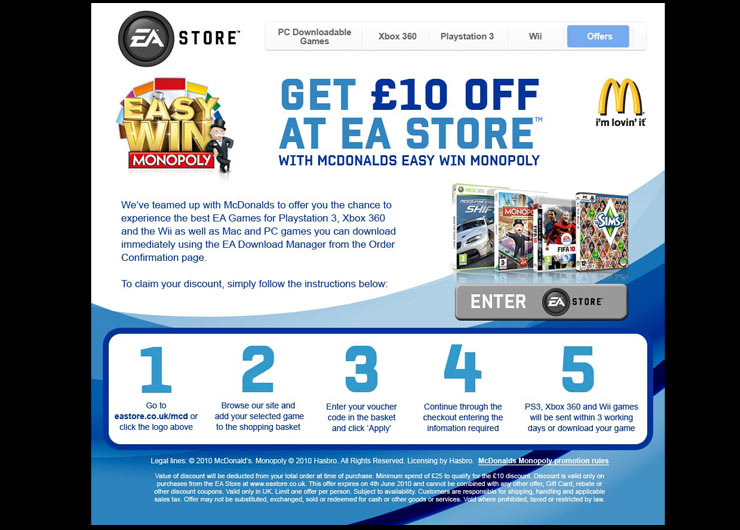 EA STORE™
PC Downloadable Games
Xbox 360
Playstation 3
Wii
Offers
EASY
WIN
MONOPOLY
GET £10 OFF
AT EA STORE™
WITH MCDONALDS EASY WIN MONOPOLY
i'm lovin' it
We've teamed up with McDonalds to offer you the chance to
experience the best EA Games for Playstation 3, Xbox 360
and the Wii as well as Mac and PC games you can download
immediately using the EA Download Manager from the Order
Confirmation page.
To claim your discount, simply follow the instructions below:
XBOX 360
SHIFT
MONOPOLY
FIFA 10
SIMS 3
ENTER EA STORE
1
Go to
eastore.co.uk/mcd or
click the logo above
2
Browse our site and
add your selected game
to the shopping basket
3
Enter your voucher
code in the basket
and click 'Apply'
4
Continue through the
checkout entering the
infomation required
5
PS3, Xbox 360 and Wii games
will be sent within 3 working
days or download your game
Legal lines: © 2010 McDonald's. Monopoly © 2010 Hasbro. All Rights Reserved. Licensing by Hasbro. McDonalds Monopoly promotion rules
Value of discount will be deducted from your total order at time of purchase. Minimum spend of £25 to qualify for the £10 discount. Discount is valid only on
purchases from the EA Store at www.eastore.co.uk. This offer expires on 4th June 2010 and cannot be combined with any other offer, Gift Card, rebate or
other discount coupons. Valid only in UK. Limit one offer per person. Subject to availability. Customers are responsible for shipping, handling and applicable
sales tax. Offer may not be substituted, exchanged, sold or redeemed for cash or other goods or services. Void where prohibited, taxed or restricted by law.